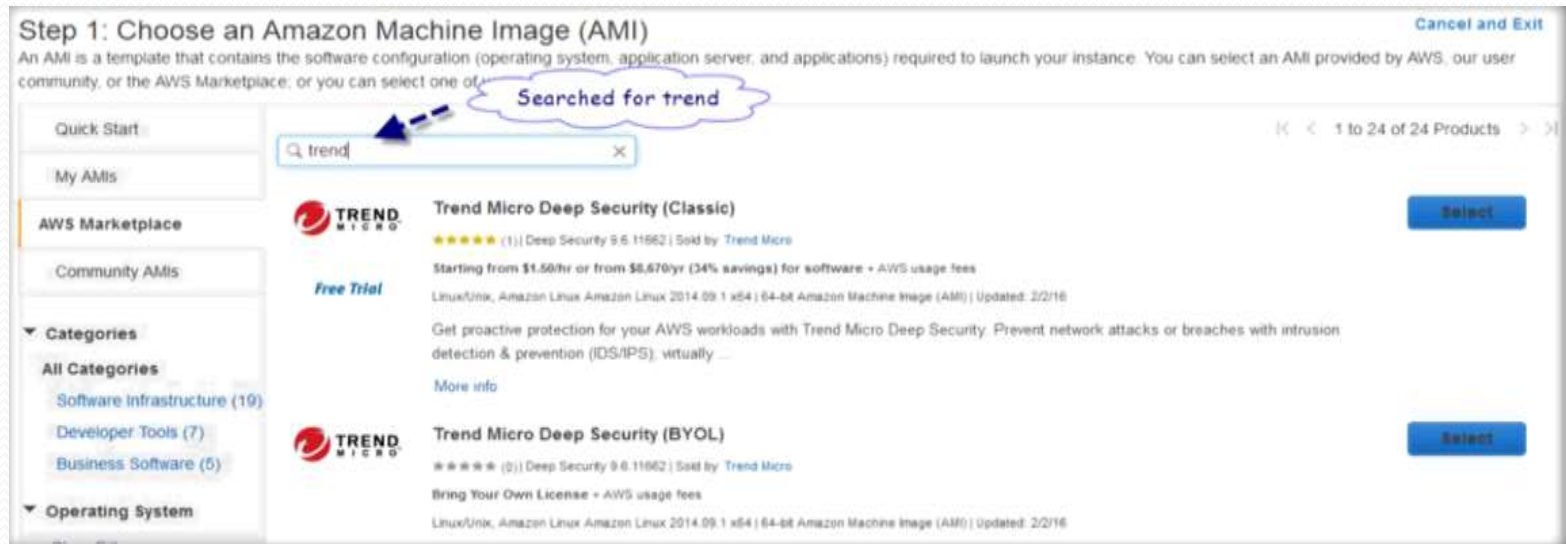 Step 1: Choose an Amazon Machine Image (AMI)
Cancel and Exit
An AMI is a template that contains the software configuration (operating system, application server, and applications) required to launch your instance. You can select an AMI provided by AWS, our user
community, or the AWS Marketplace; or you can select one of
Searched for trend
Quick Start
1 to 24 of 24 Products
trend
My AMIs
AWS Marketplace
Community AMIs
TREND MICRO
Trend Micro Deep Security (Classic)
Select
(1) | Deep Security 9.6.11662 | Sold by Trend Micro
Free Trial
Starting from $1.50/hr or from $8,670/yr (34% savings) for software + AWS usage fees
Linux/Unix, Amazon Linux Amazon Linux 2014.09.1 x64 | 64-bit Amazon Machine Image (AMI) | Updated: 2/2/16
Get proactive protection for your AWS workloads with Trend Micro Deep Security. Prevent network attacks or breaches with intrusion
detection & prevention (IDS/IPS); virtually ...
More info
Categories
All Categories
Software Infrastructure (19)
Developer Tools (7)
Business Software (5)
Operating System
TREND MICRO
Trend Micro Deep Security (BYOL)
Select
(0) | Deep Security 9.6.11662 | Sold by Trend Micro
Bring Your Own License + AWS usage fees
Linux/Unix, Amazon Linux Amazon Linux 2014.09.1 x64 | 64-bit Amazon Machine Image (AMI) | Updated: 2/2/16